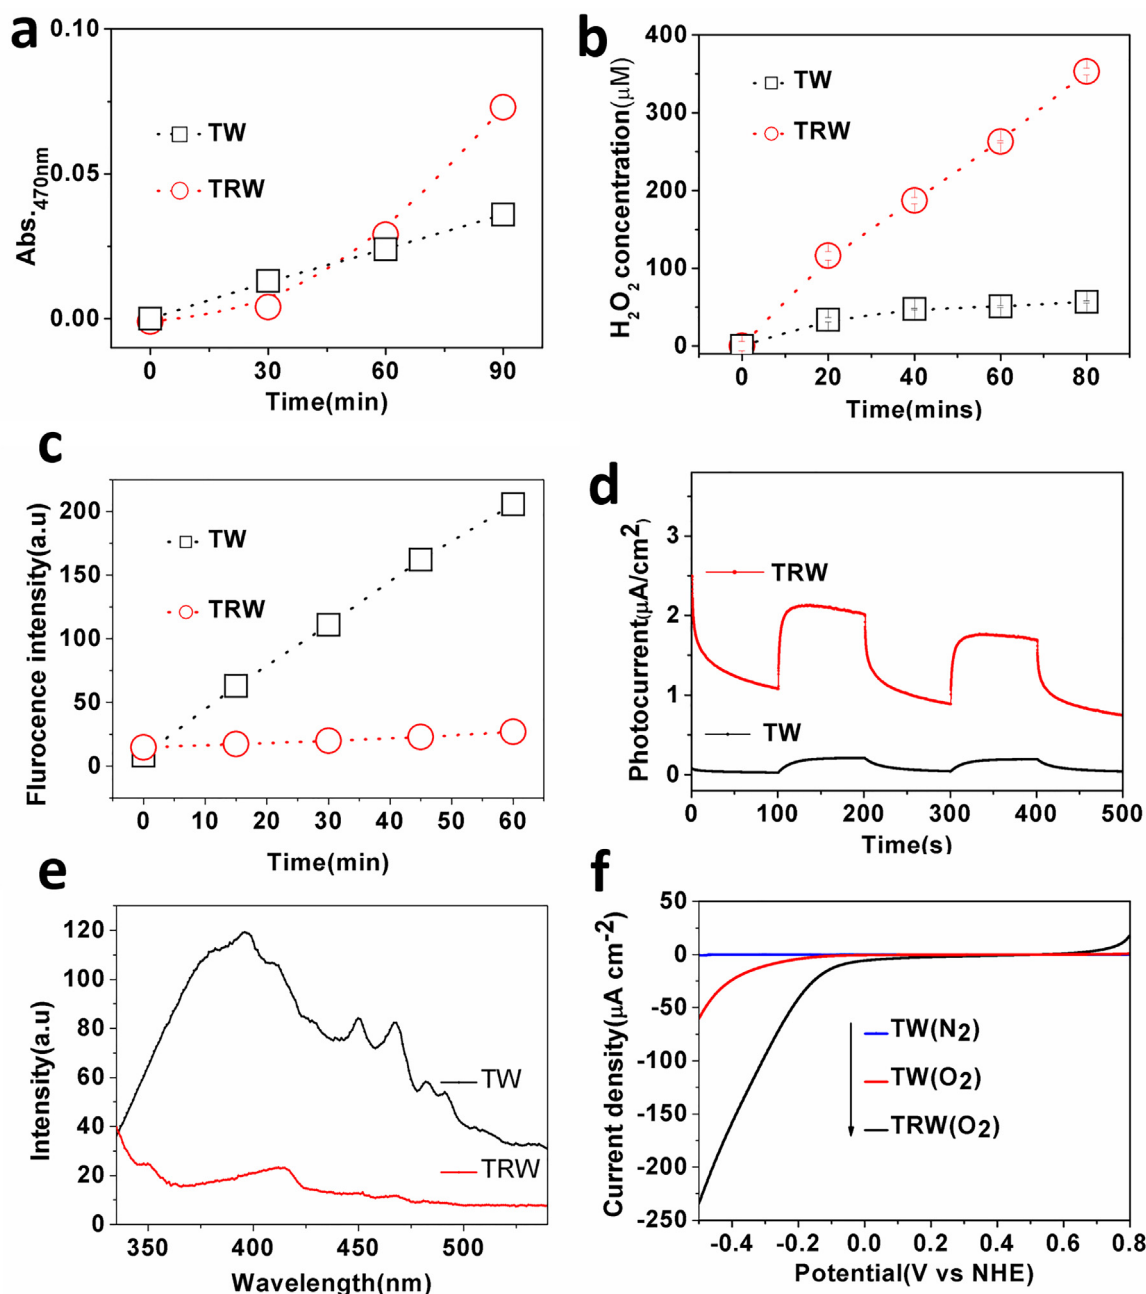 a
0.10
0.05
0.00
Abs.470nm
TW
TRW
0 30 60 90
Time(min)
b
400
300
200
100
0
H2O2 concentration(μM)
TW
TRW
0 20 40 60 80
Time(mins)
c
200
150
100
50
0
Flurocence intensity(a.u)
TW
TRW
0 10 20 30 40 50 60
Time(min)
d
3
2
1
0
Photocurrent(μA/cm2)
TRW
TW
0 100 200 300 400 500
Time(s)
e
120
100
80
60
40
20
0
Intensity(a.u)
TW
TRW
350 400 450 500
Wavelength(nm)
f
50
0
-50
-100
-150
-200
-250
Current density(μA cm-2)
TW(N2)
TW(O2)
TRW(O2)
-0.4 -0.2 0.0 0.2 0.4 0.6 0.8
Potential(V vs NHE)